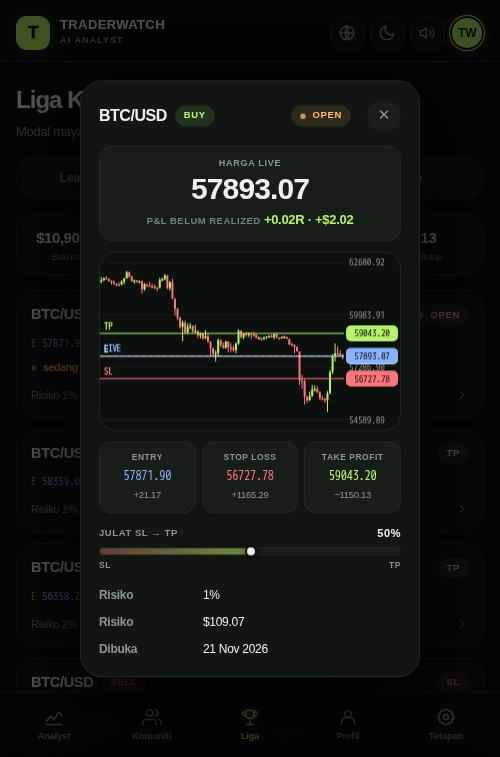 T
TRADERWATCH
AI ANALYST
TW
Liga K
Modal maya
Lea
$10,90
13
BTC/US
OPEN
E 57871.9
sedang
Risiko 1%
BTC/US
TP
E 58359.0
Risiko 1%
BTC/US
TP
E 56358.2
Risiko 2%
BTC/USD SELL
SL
BTC/USD BUY OPEN ✕
HARGA LIVE
57893.07
P&L BELUM REALIZED +0.02R · +$2.02
62680.92
59983.91
TP
59043.20
LIVE
57893.07
SL
56727.78
54589.89
ENTRY STOP LOSS TAKE PROFIT
57871.90 56727.78 59043.20
+21.17 +1165.29 −1150.13
JULAT SL → TP 50%
SL TP
Risiko 1%
Risiko $109.07
Dibuka 21 Nov 2026
Analyst Komuniti Liga Profil Tetapan